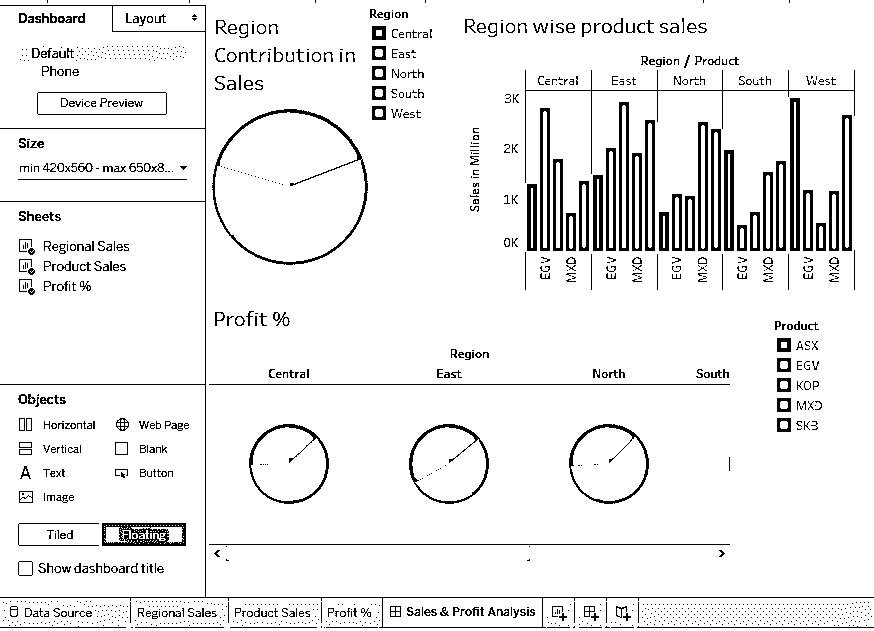 Dashboard
Layout
Default
Phone
Device Preview
Size
min 420x560 - max 650x8...
Sheets
Regional Sales
Product Sales
Profit %
Objects
Horizontal
Web Page
Vertical
Blank
Text
Button
Image
Tiled
Floating
Show dashboard title
Region
Contribution in
Sales
Region
Central
East
North
South
West
Region wise product sales
Region / Product
Central
East
North
South
West
Sales in Million
3K
2K
1K
0K
EGV
MXD
EGV
MXD
EGV
MXD
EGV
MXD
EGV
MXD
Profit %
Region
Central
East
North
South
Product
ASX
EGV
KOP
MXD
SKB
Data Source
Regional Sales
Product Sales
Profit %
Sales & Profit Analysis